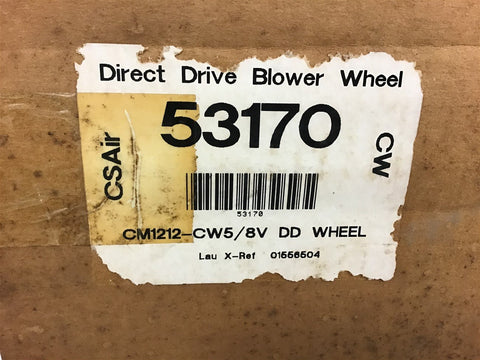 Direct Drive Blower Wheel
CSAir
53170
CW
53170
CM1212-CW5/8V DD WHEEL
Lau X-Ref 01556504